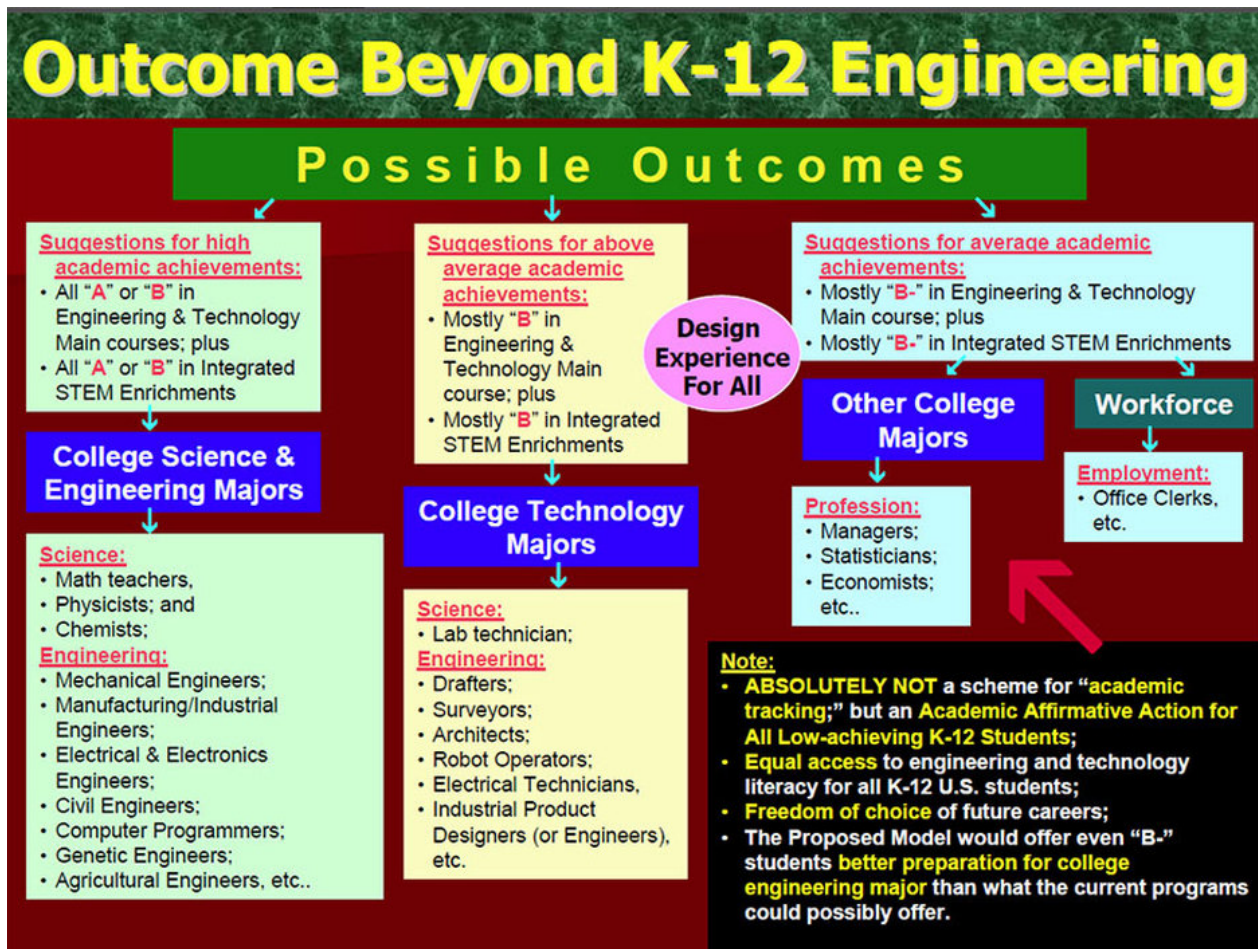 Outcome Beyond K-12 Engineering
Possible Outcomes
Suggestions for high
academic achievements:
• All “A” or “B” in
Engineering & Technology
Main courses; plus
• All “A” or “B” in Integrated
STEM Enrichments
College Science &
Engineering Majors
Science:
• Math teachers,
• Physicists; and
• Chemists;
Engineering:
• Mechanical Engineers;
• Manufacturing/Industrial
Engineers;
• Electrical & Electronics
Engineers;
• Civil Engineers;
• Computer Programmers;
• Genetic Engineers;
• Agricultural Engineers, etc..
Suggestions for above
average academic
achievements:
• Mostly “B” in
Engineering &
Technology Main
course; plus
• Mostly “B” in Integrated
STEM Enrichments
College Technology
Majors
Science:
• Lab technician;
Engineering:
• Drafters;
• Surveyors;
• Architects;
• Robot Operators;
• Electrical Technicians,
• Industrial Product
Designers (or Engineers),
etc.
Design
Experience
For All
Suggestions for average academic
achievements:
• Mostly “B-” in Engineering & Technology
Main course; plus
• Mostly “B-” in Integrated STEM Enrichments
Other College
Majors
Profession:
• Managers;
• Statisticians;
• Economists;
etc..
Workforce
Employment:
• Office Clerks,
etc.
Note:
• ABSOLUTELY NOT a scheme for “academic
tracking;” but an Academic Affirmative Action for
All Low-achieving K-12 Students;
• Equal access to engineering and technology
literacy for all K-12 U.S. students;
• Freedom of choice of future careers;
• The Proposed Model would offer even “B-”
students better preparation for college
engineering major than what the current programs
could possibly offer.